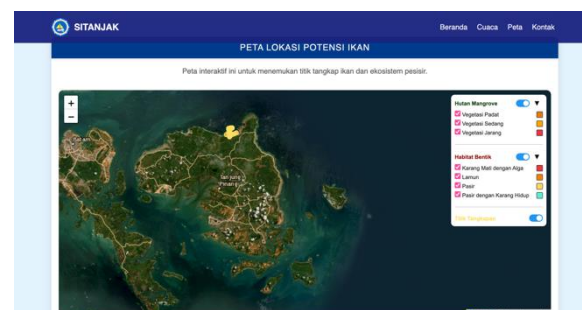 SITANJAK
Beranda Cuaca Peta Kontak
PETA LOKASI POTENSI IKAN
Peta interaktif ini untuk menemukan titik tangkap ikan dan ekosistem pesisir.
+
−
Batam
Tanjung
Pinang
Hutan Mangrove
Vegetasi Padat
Vegetasi Sedang
Vegetasi Jarang
Habitat Bentik
Karang Mati dengan Alga
Lamun
Pasir
Pasir dengan Karang Hidup
Titik Tangkapan